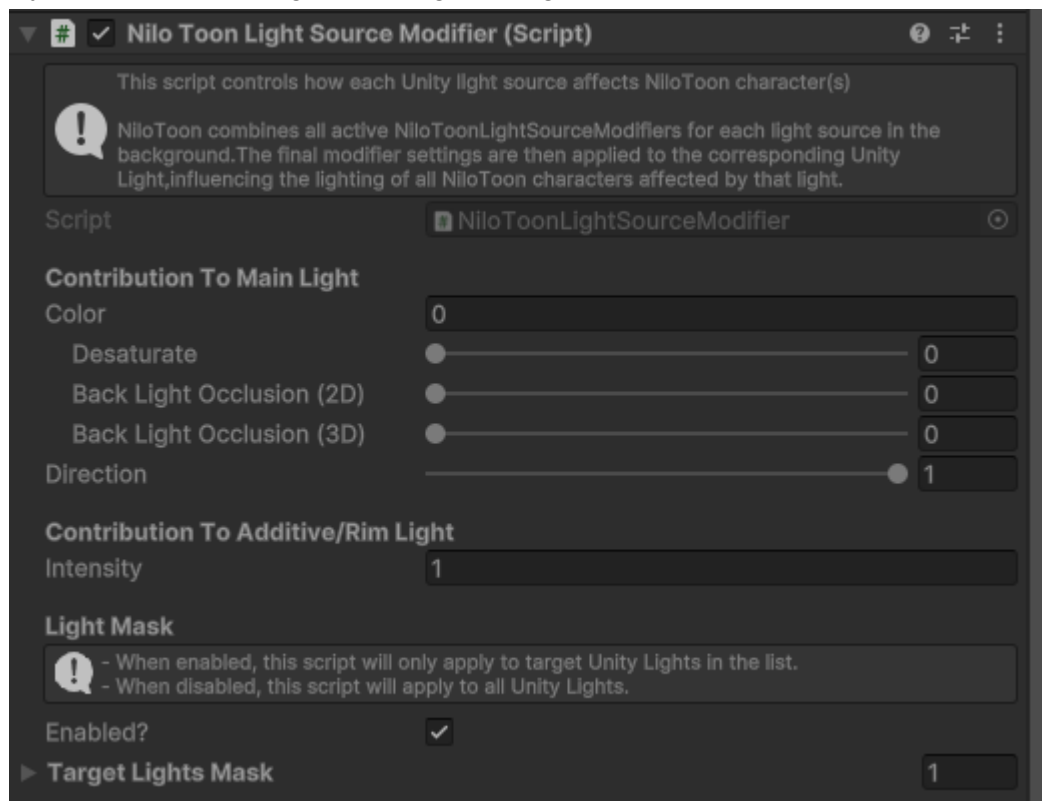 # Nilo Toon Light Source Modifier (Script)
This script controls how each Unity light source affects NiloToon character(s)
NiloToon combines all active NiloToonLightSourceModifiers for each light source in the
background.The final modifier settings are then applied to the corresponding Unity
Light,influencing the lighting of all NiloToon characters affected by that light.
Script # NiloToonLightSourceModifier
Contribution To Main Light
Color 0
Desaturate 0
Back Light Occlusion (2D) 0
Back Light Occlusion (3D) 0
Direction 1
Contribution To Additive/Rim Light
Intensity 1
Light Mask
- When enabled, this script will only apply to target Unity Lights in the list.
- When disabled, this script will apply to all Unity Lights.
Enabled?
Target Lights Mask 1